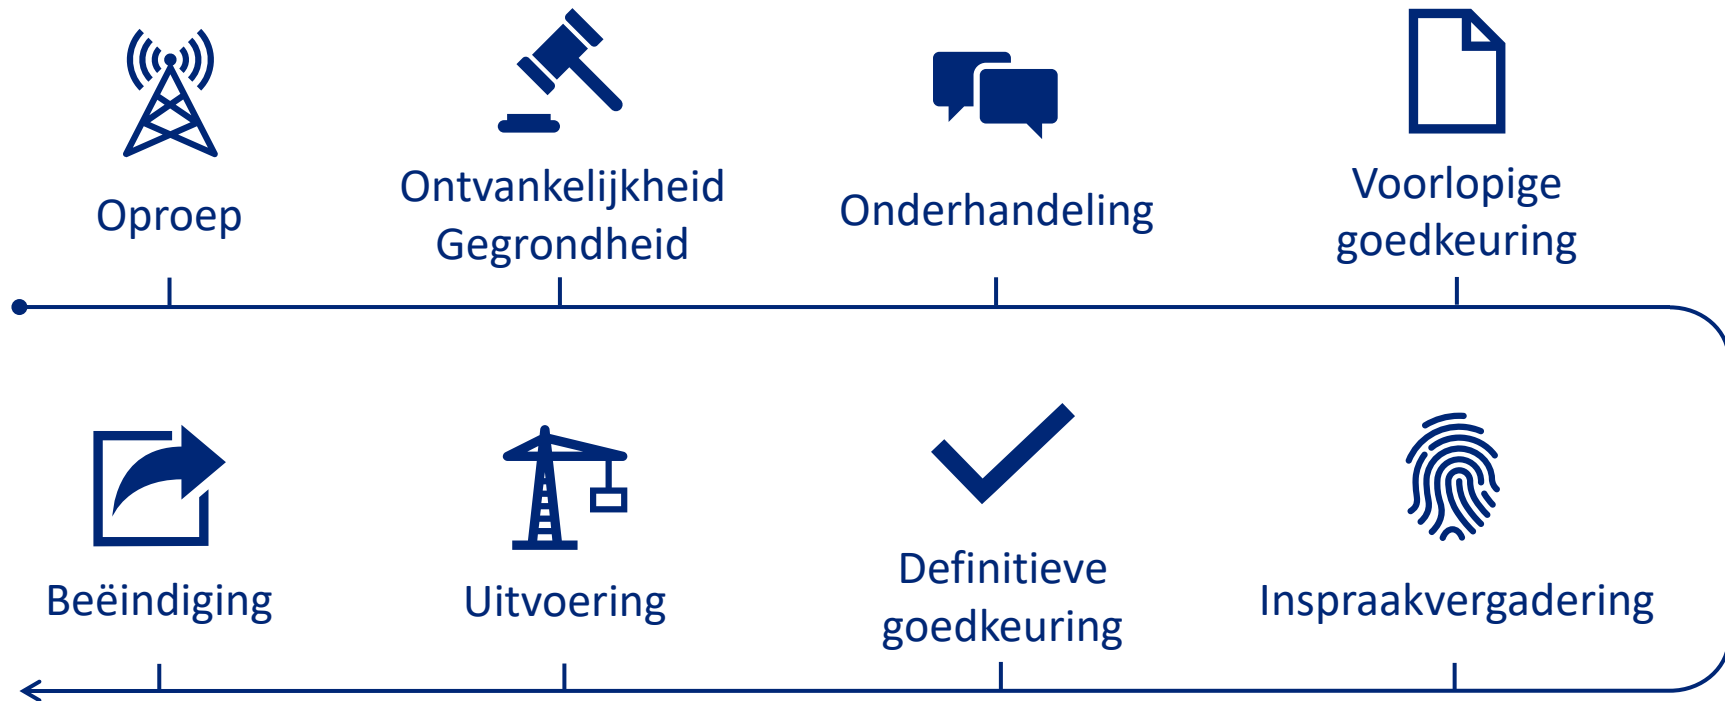 Oproep
Ontvankelijkheid
Gegrondheid
Onderhandeling
Voorlopige
goedkeuring
Beëindiging
Uitvoering
Definitieve
goedkeuring
Inspraakvergadering